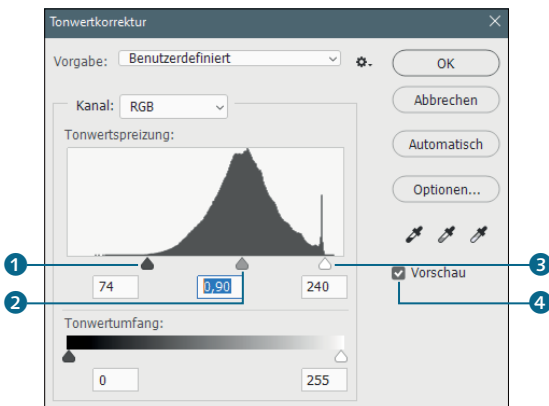 Tonwertkorrektur
Vorgabe: Benutzerdefiniert
OK
Kanal: RGB
Abbrechen
Tonwertspreizung:
Automatisch
Optionen...
1
3
Vorschau
74 0,90 240
2
4
Tonwertumfang:
0 255